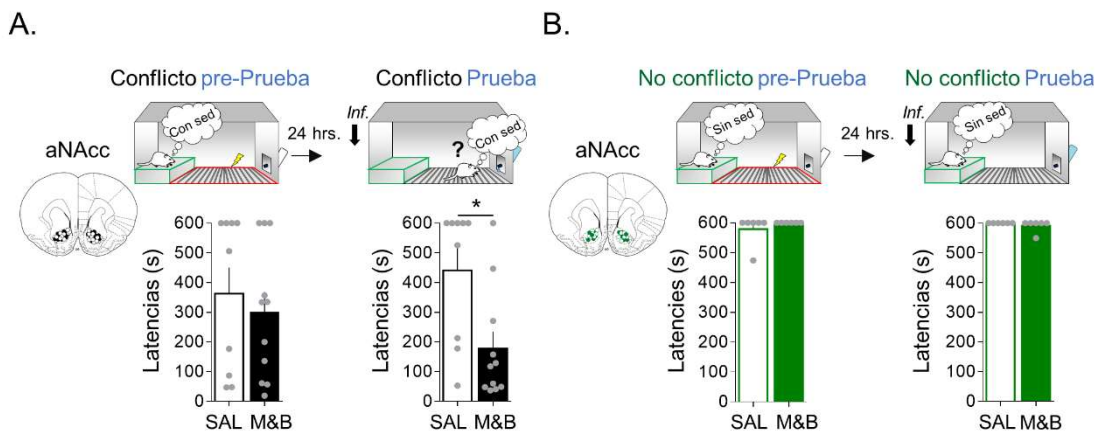 A.
Conflicto pre-Prueba
Conflicto Prueba
aNAcc
Con sed
24 hrs.
Inf.
?
Con sed
Latencias (s)
600
500
400
300
200
100
0
SAL M&B
*
Latencias (s)
600
500
400
300
200
100
0
SAL M&B
B.
No conflicto pre-Prueba
No conflicto Prueba
aNAcc
Sin sed
24 hrs.
Inf.
Sin sed
Latencies (s)
600
500
400
300
200
100
0
SAL M&B
Latencias (s)
600
500
400
300
200
100
0
SAL M&B